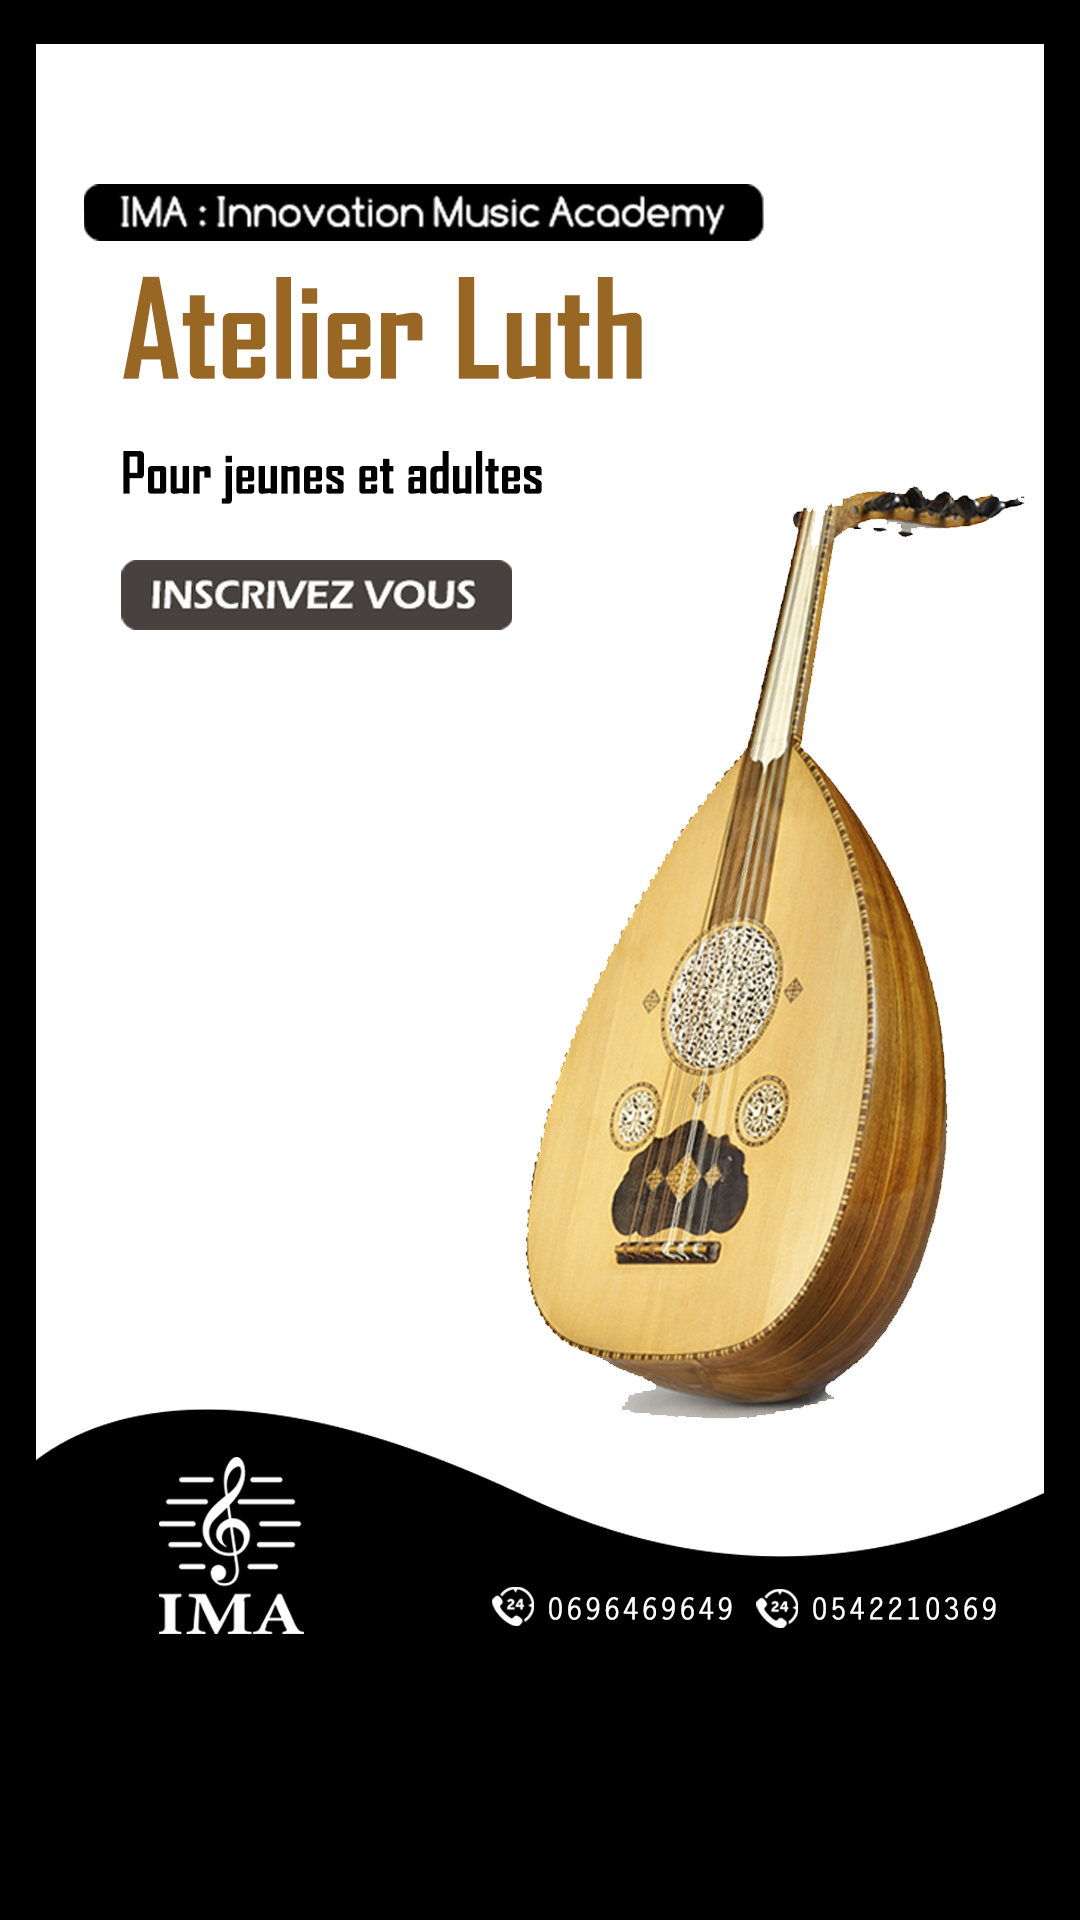 IMA : Innovation Music Academy
Atelier Luth
Pour jeunes et adultes
INSCRIVEZ VOUS
IMA
24 0696469649 24 0542210369